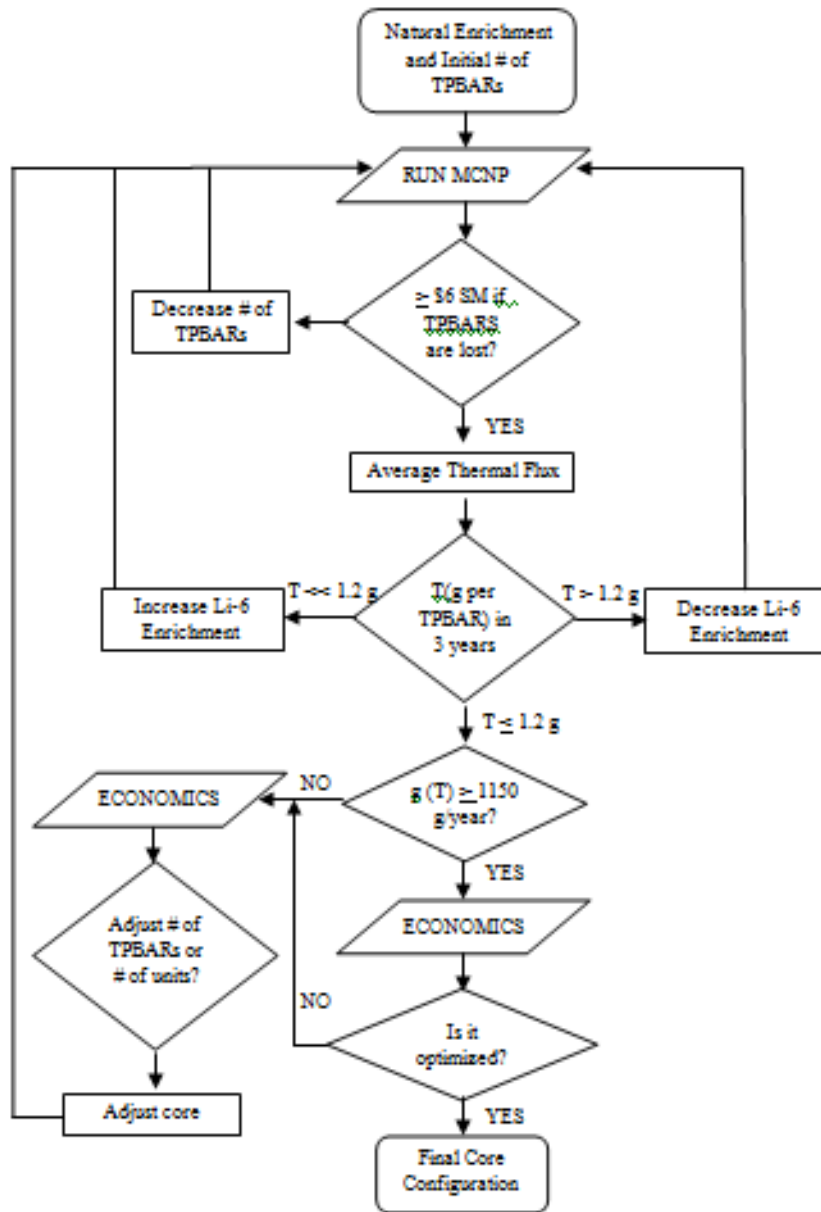 Natural Enrichment
and Initial # of
TPBARs
RUN MCNP
≥ $6 SM if
TPBARS
are lost?
Decrease # of
TPBARs
YES
Average Thermal Flux
T << 1.2 g
T(g per
TPBAR) in
3 years
T > 1.2 g
Increase Li-6
Enrichment
Decrease Li-6
Enrichment
T ≤ 1.2 g
NO
ECONOMICS
g (T) ≥ 1150
g/year?
YES
ECONOMICS
Adjust # of
TPBARs or
# of units?
NO
Is it
optimized?
Adjust core
YES
Final Core
Configuration